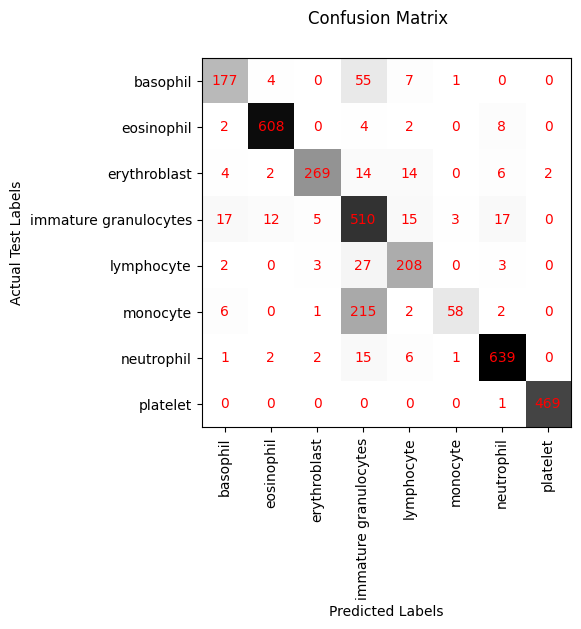 Confusion Matrix
basophil 177 4 0 55 7 1 0 0
eosinophil 2 608 0 4 2 0 8 0
erythroblast 4 2 269 14 14 0 6 2
immature granulocytes 17 12 5 510 15 3 17 0
lymphocyte 2 0 3 27 208 0 3 0
monocyte 6 0 1 215 2 58 2 0
neutrophil 1 2 2 15 6 1 639 0
platelet 0 0 0 0 0 0 1 469
Actual Test Labels
basophil
eosinophil
erythroblast
immature granulocytes
lymphocyte
monocyte
neutrophil
platelet
Predicted Labels